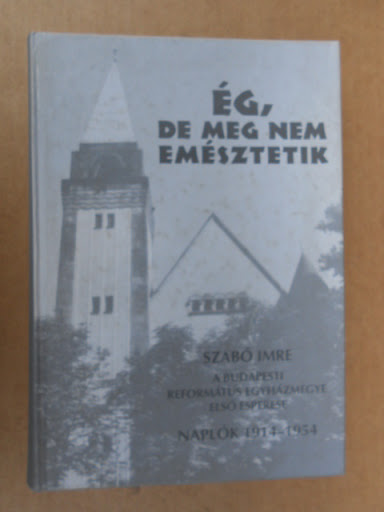 ÉG,
DE MEG NEM
EMÉSZTETIK
SZABÓ IMRE
A BUDAPESTI
REFORMÁTUS EGYHÁZMEGYE
ELSŐ ESPERESE
NAPLÓK 1914–1954